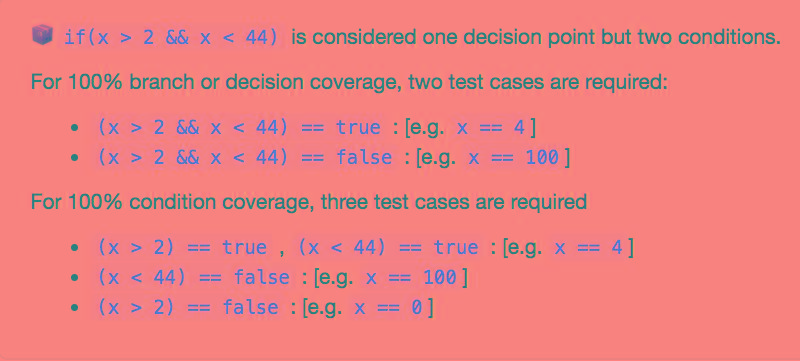 if(x > 2 && x < 44) is considered one decision point but two conditions.
For 100% branch or decision coverage, two test cases are required:
• (x > 2 && x < 44) == true : [e.g. x == 4]
• (x > 2 && x < 44) == false : [e.g. x == 100]
For 100% condition coverage, three test cases are required
• (x > 2) == true , (x < 44) == true : [e.g. x == 4]
• (x < 44) == false : [e.g. x == 100]
• (x > 2) == false : [e.g. x == 0]